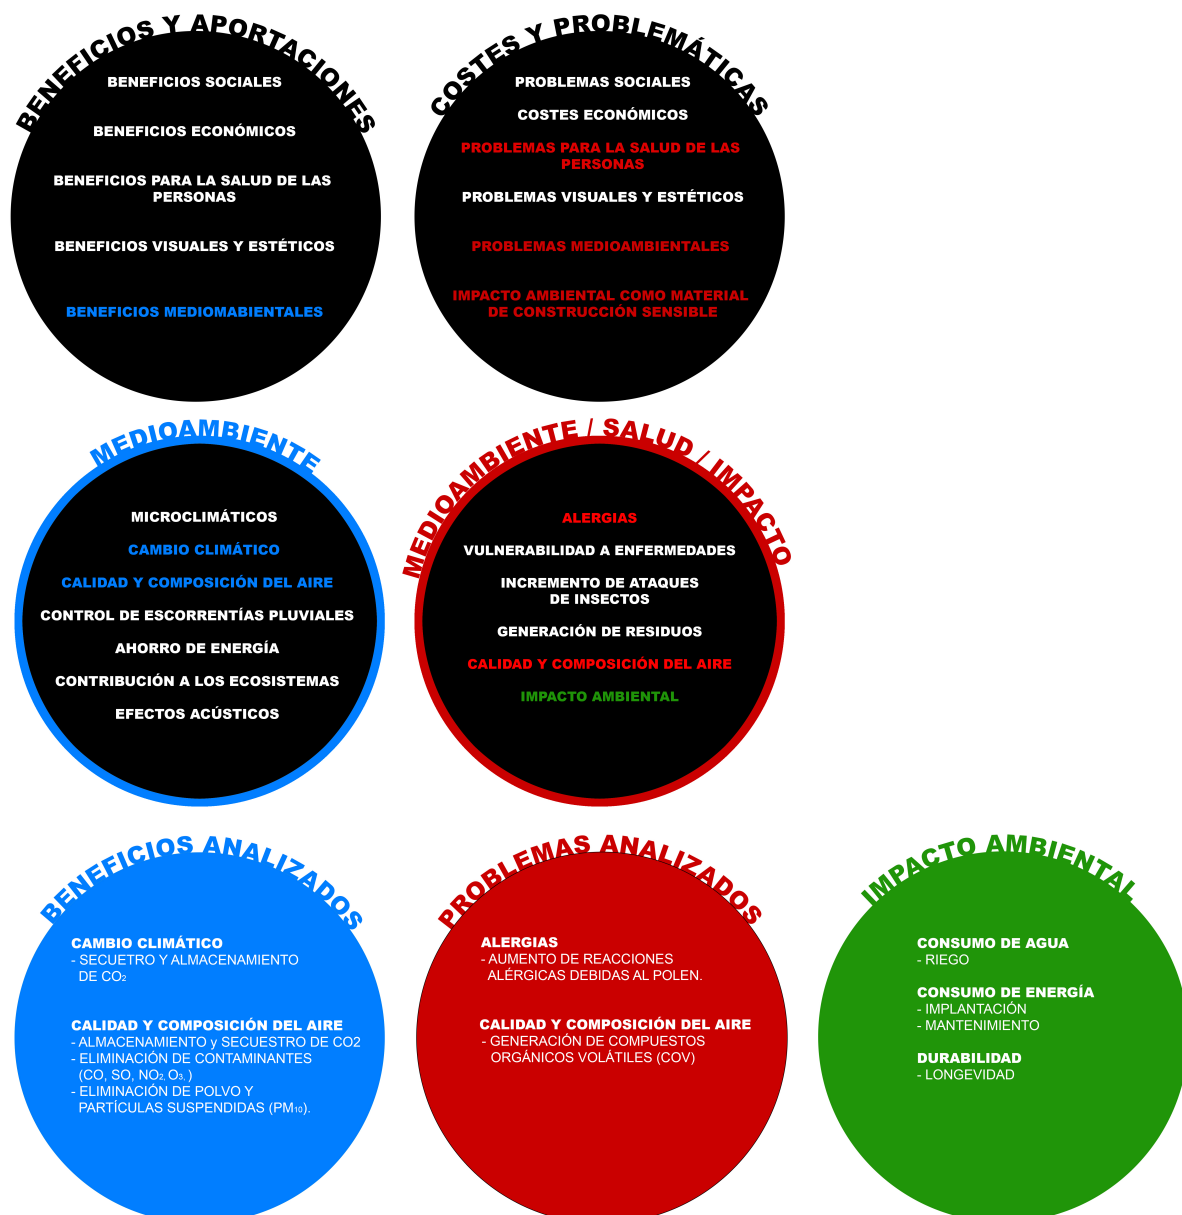 BENEFICIOS Y APORTACIONES
BENEFICIOS SOCIALES
BENEFICIOS ECONÓMICOS
BENEFICIOS PARA LA SALUD DE LAS
PERSONAS
BENEFICIOS VISUALES Y ESTÉTICOS
BENEFICIOS MEDIOMABIENTALES
COSTES Y PROBLEMÁTICAS
PROBLEMAS SOCIALES
COSTES ECONÓMICOS
PROBLEMAS PARA LA SALUD DE LAS
PERSONAS
PROBLEMAS VISUALES Y ESTÉTICOS
PROBLEMAS MEDIOAMBIENTALES
IMPACTO AMBIENTAL COMO MATERIAL
DE CONSTRUCCIÓN SENSIBLE
MEDIOAMBIENTE
MICROCLIMÁTICOS
CAMBIO CLIMÁTICO
CALIDAD Y COMPOSICIÓN DEL AIRE
CONTROL DE ESCORRENTÍAS PLUVIALES
AHORRO DE ENERGÍA
CONTRIBUCIÓN A LOS ECOSISTEMAS
EFECTOS ACÚSTICOS
MEDIOAMBIENTE / SALUD / IMPACTO
ALERGIAS
VULNERABILIDAD A ENFERMEDADES
INCREMENTO DE ATAQUES
DE INSECTOS
GENERACIÓN DE RESIDUOS
CALIDAD Y COMPOSICIÓN DEL AIRE
IMPACTO AMBIENTAL
BENEFICIOS ANALIZADOS
CAMBIO CLIMÁTICO
- SECUETRO Y ALMACENAMIENTO
DE CO₂
CALIDAD Y COMPOSICIÓN DEL AIRE
- ALMACENAMIENTO y SECUESTRO DE CO2
- ELIMINACIÓN DE CONTAMINANTES
(CO, SO, NO₂, O₃, )
- ELIMINACIÓN DE POLVO Y
PARTÍCULAS SUSPENDIDAS (PM₁₀).
PROBLEMAS ANALIZADOS
ALERGIAS
- AUMENTO DE REACCIONES
ALÉRGICAS DEBIDAS AL POLEN.
CALIDAD Y COMPOSICIÓN DEL AIRE
- GENERACIÓN DE COMPUESTOS
ORGÁNICOS VOLÁTILES (COV)
IMPACTO AMBIENTAL
CONSUMO DE AGUA
- RIEGO
CONSUMO DE ENERGÍA
- IMPLANTACIÓN
- MANTENIMIENTO
DURABILIDAD
- LONGEVIDAD